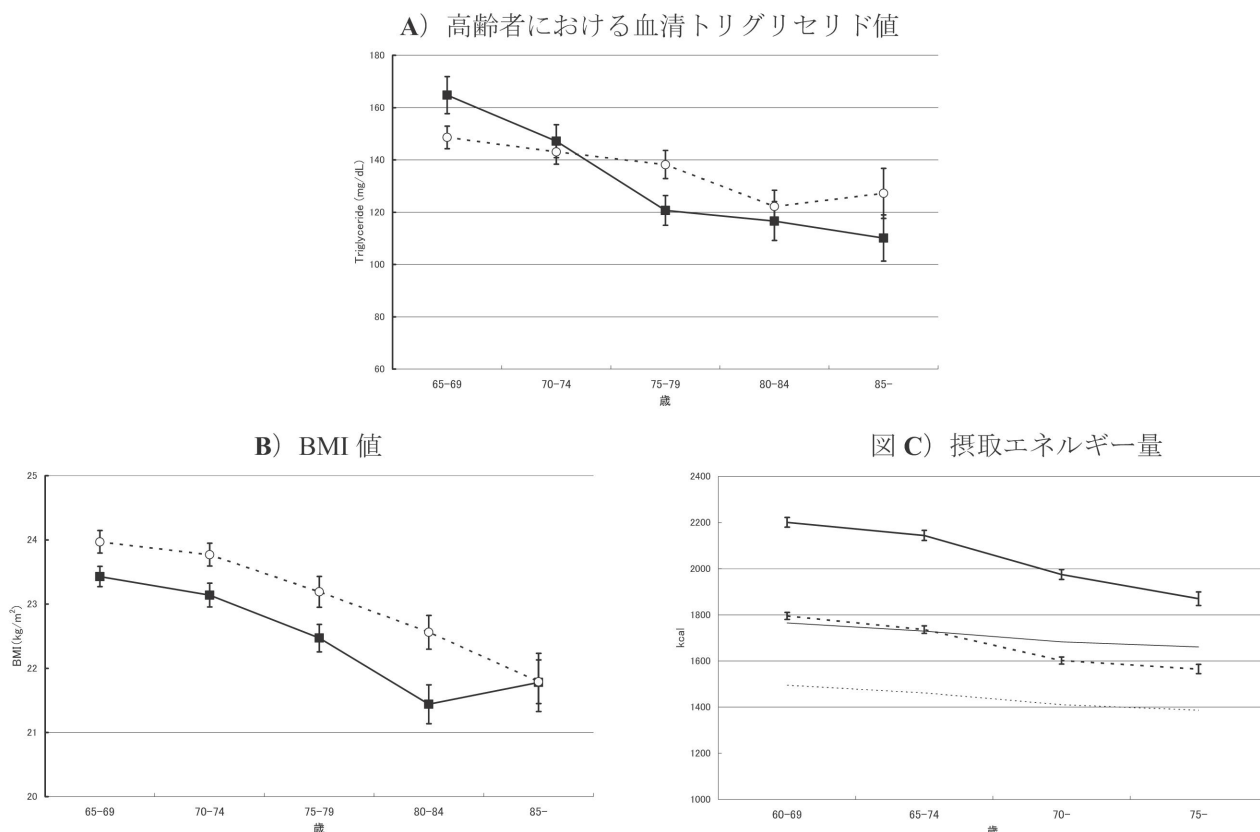 A）高齢者における血清トリグリセリド値
180
160
140
120
100
80
60
Triglyceride (mg/dL)
65-69 70-74 75-79 80-84 85-
歳
B）BMI 値
25
24
23
22
21
20
BMI(kg/m²)
65-69 70-74 75-79 80-84 85-
歳
図 C）摂取エネルギー量
2400
2200
2000
1800
1600
1400
1200
1000
kcal
60-69 65-74 70- 75-
歳